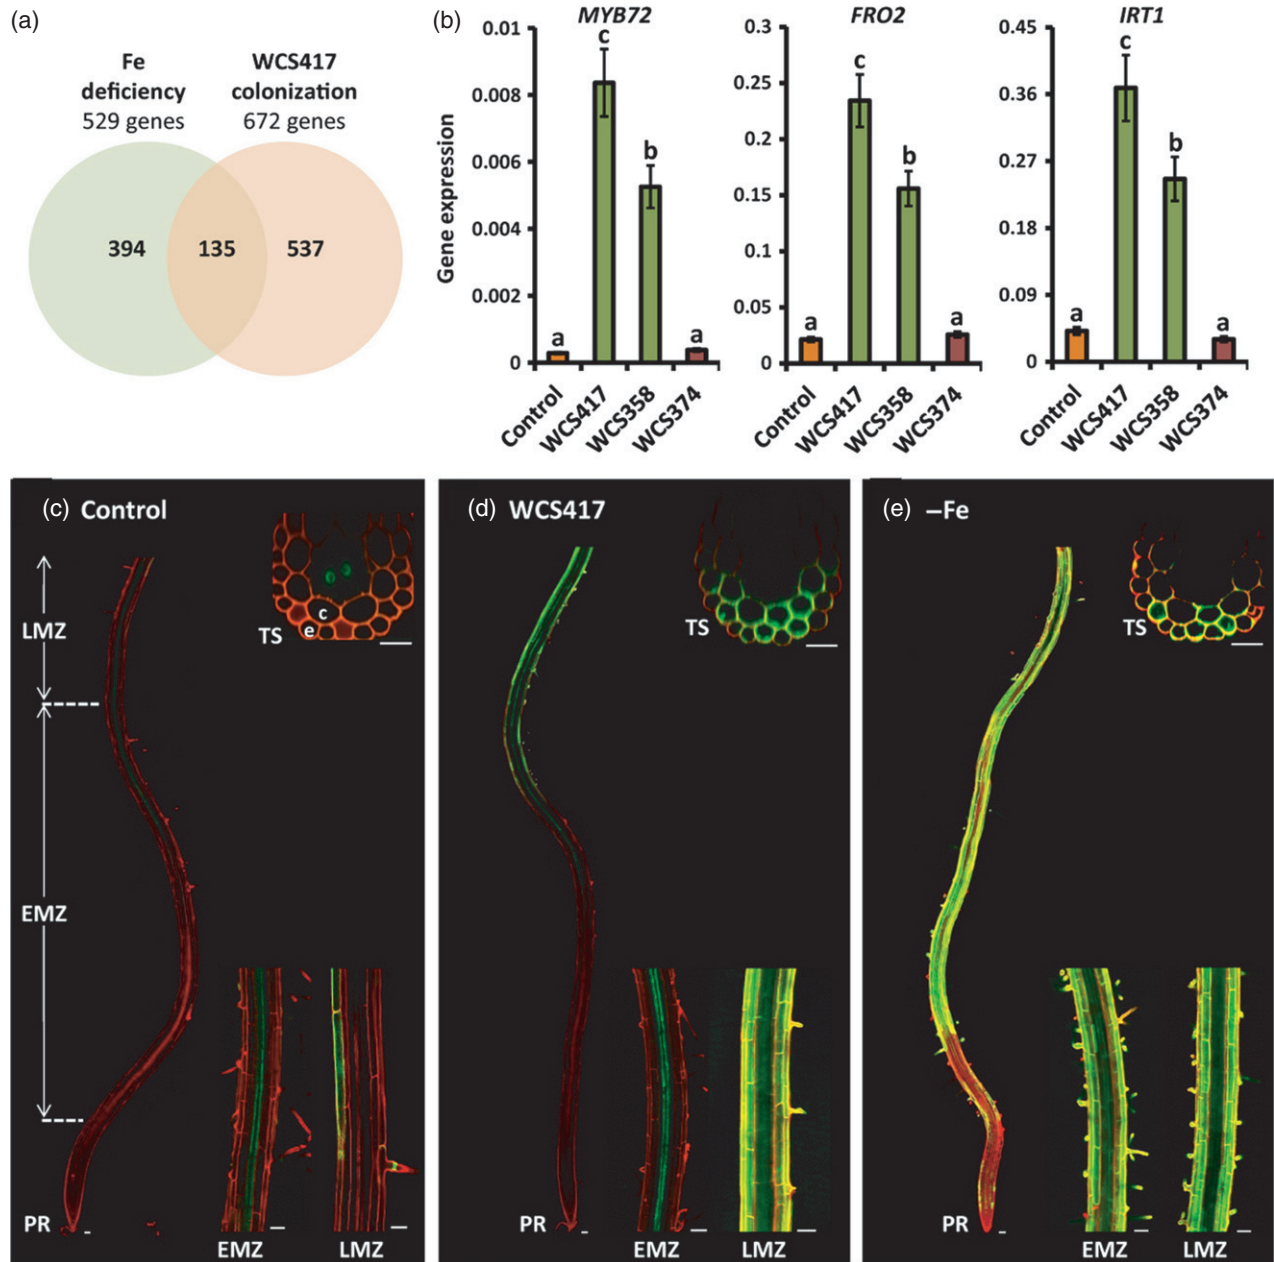 (a)
Fe
deficiency
529 genes
WCS417
colonization
672 genes
394
135
537
(b)
Gene expression
MYB72
0.01
0.008
0.006
0.004
0.002
0
a
c
b
a
Control
WCS417
WCS358
WCS374
FRO2
0.3
0.25
0.2
0.15
0.1
0.05
0
a
c
b
a
Control
WCS417
WCS358
WCS374
IRT1
0.45
0.36
0.27
0.18
0.09
0
a
c
b
a
Control
WCS417
WCS358
WCS374
(c) Control
LMZ
EMZ
PR
TS
c
e
EMZ
LMZ
(d) WCS417
TS
PR
EMZ
LMZ
(e) –Fe
TS
PR
EMZ
LMZ